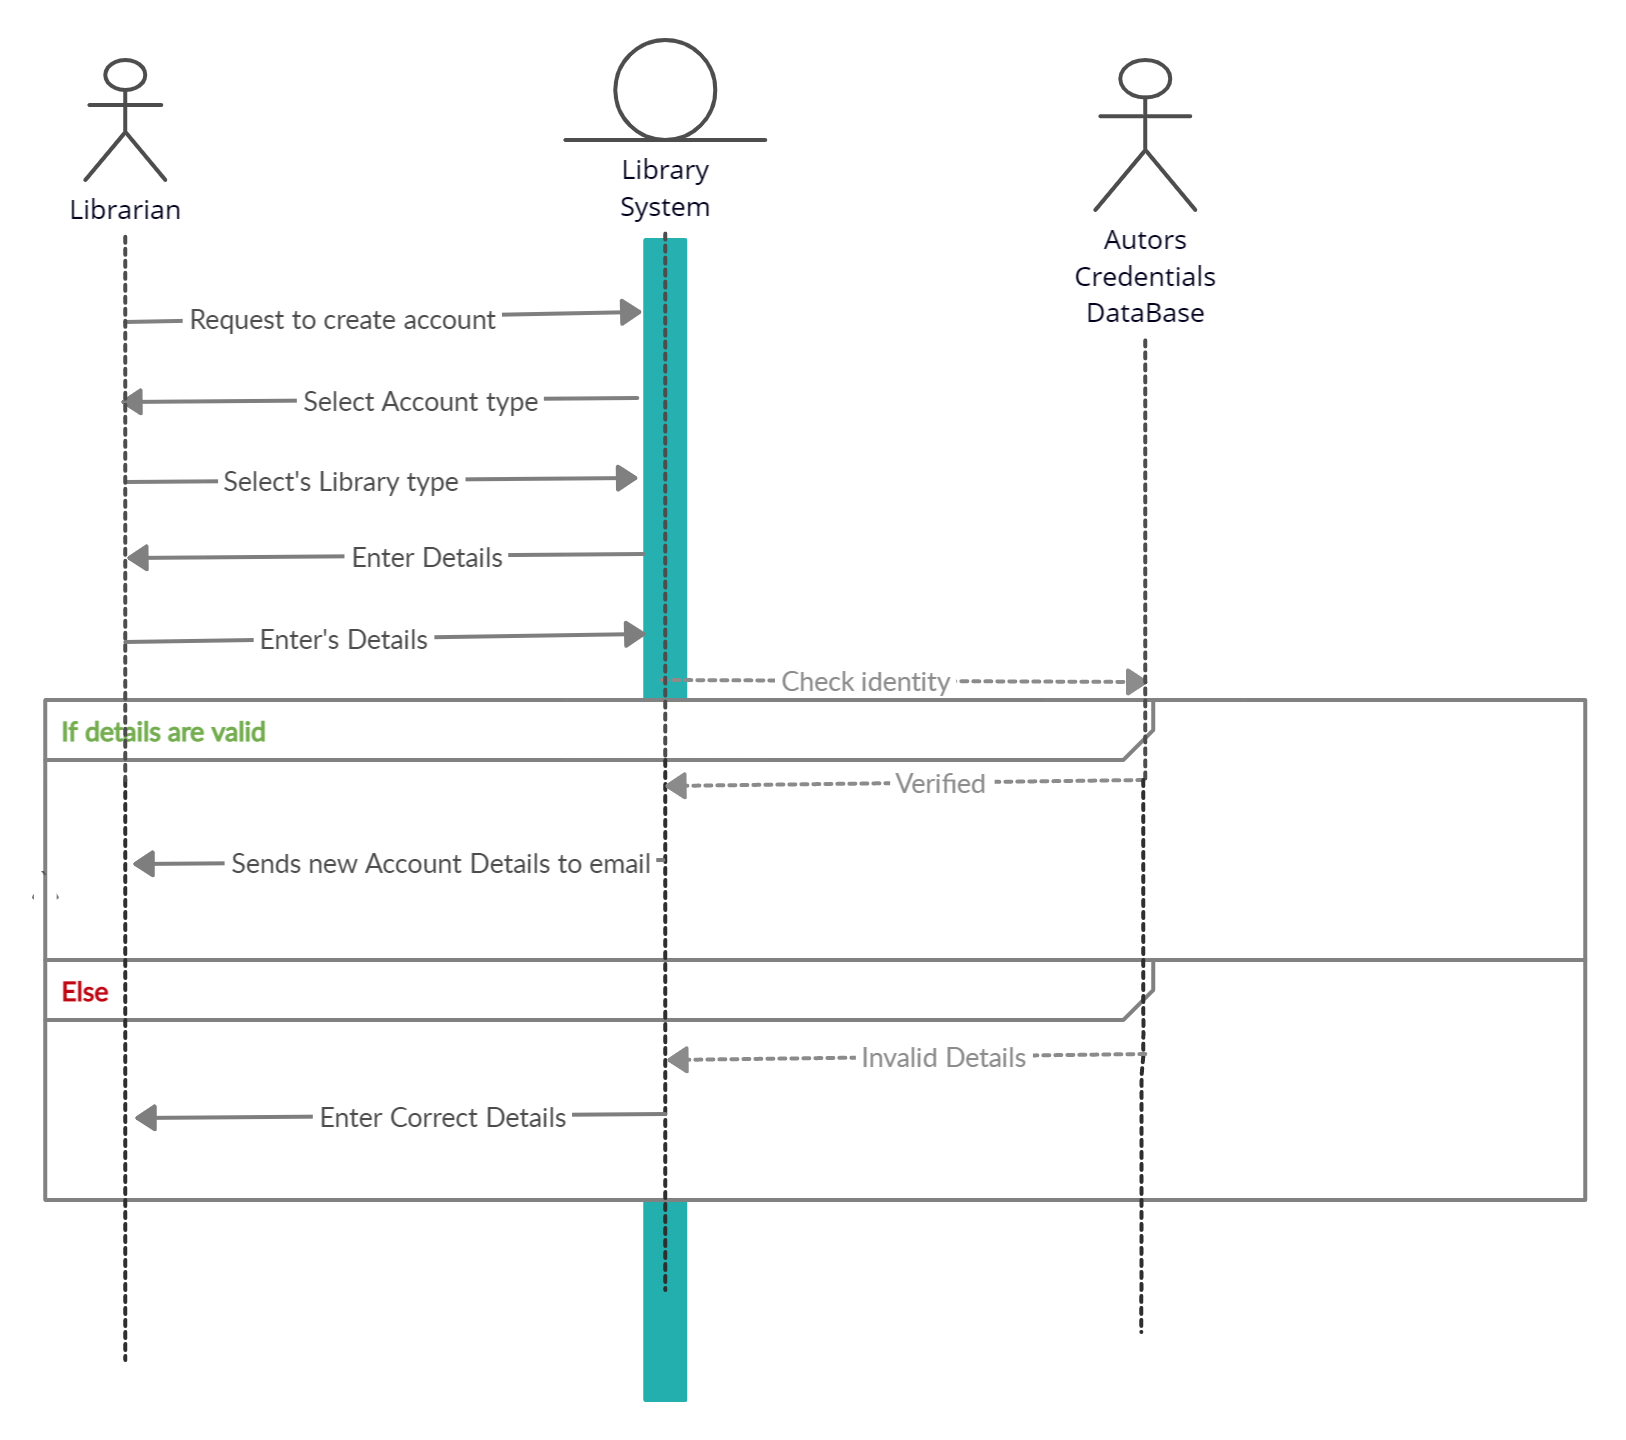 Librarian
Library
System
Autors
Credentials
DataBase
Request to create account
Select Account type
Select's Library type
Enter Details
Enter's Details
Check identity
If details are valid
Verified
Sends new Account Details to email
Else
Invalid Details
Enter Correct Details